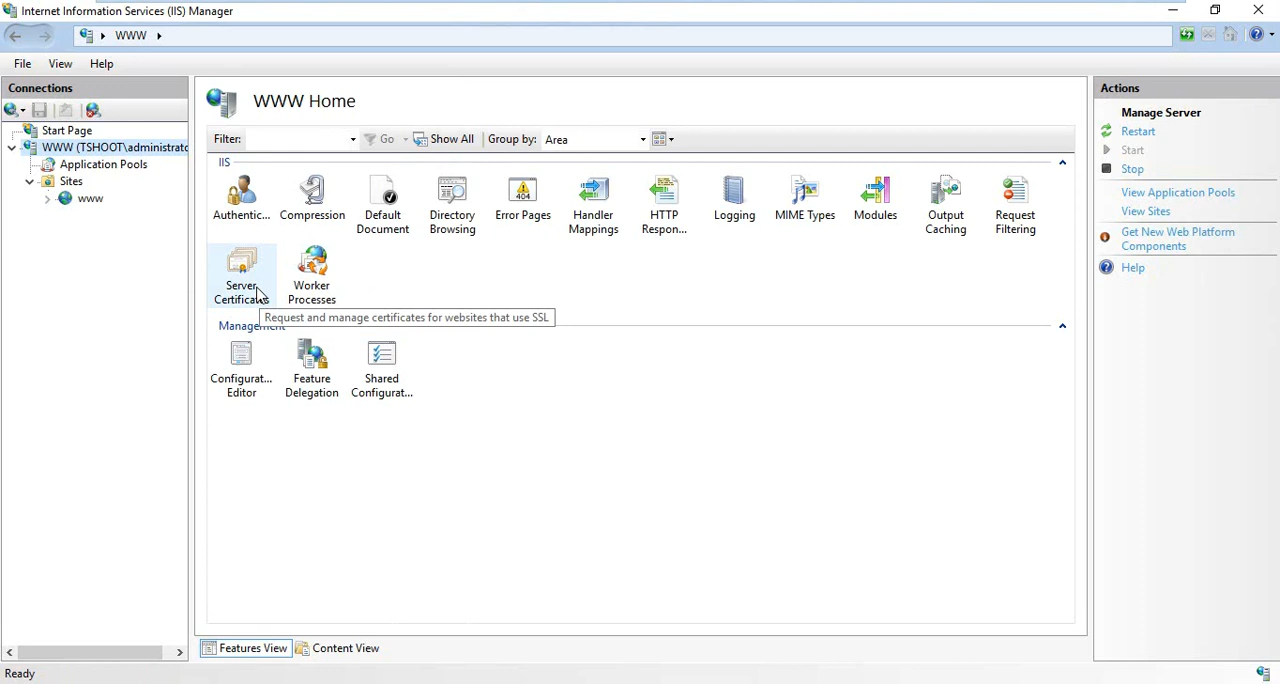 Internet Information Services (IIS) Manager
WWW
File View Help
Connections
Start Page
WWW (TSHOOT\administrato
Application Pools
Sites
www
WWW Home
Filter: Go Show All Group by: Area
IIS
Authentic... Compression Default Document Directory Browsing Error Pages Handler Mappings HTTP Respon... Logging MIME Types Modules Output Caching Request Filtering
404
Server Certificates Worker Processes
Request and manage certificates for websites that use SSL
Management
Configurat... Editor Feature Delegation Shared Configurat...
Features View Content View
Actions
Manage Server
Restart
Start
Stop
View Application Pools
View Sites
Get New Web Platform
Components
Help
Ready